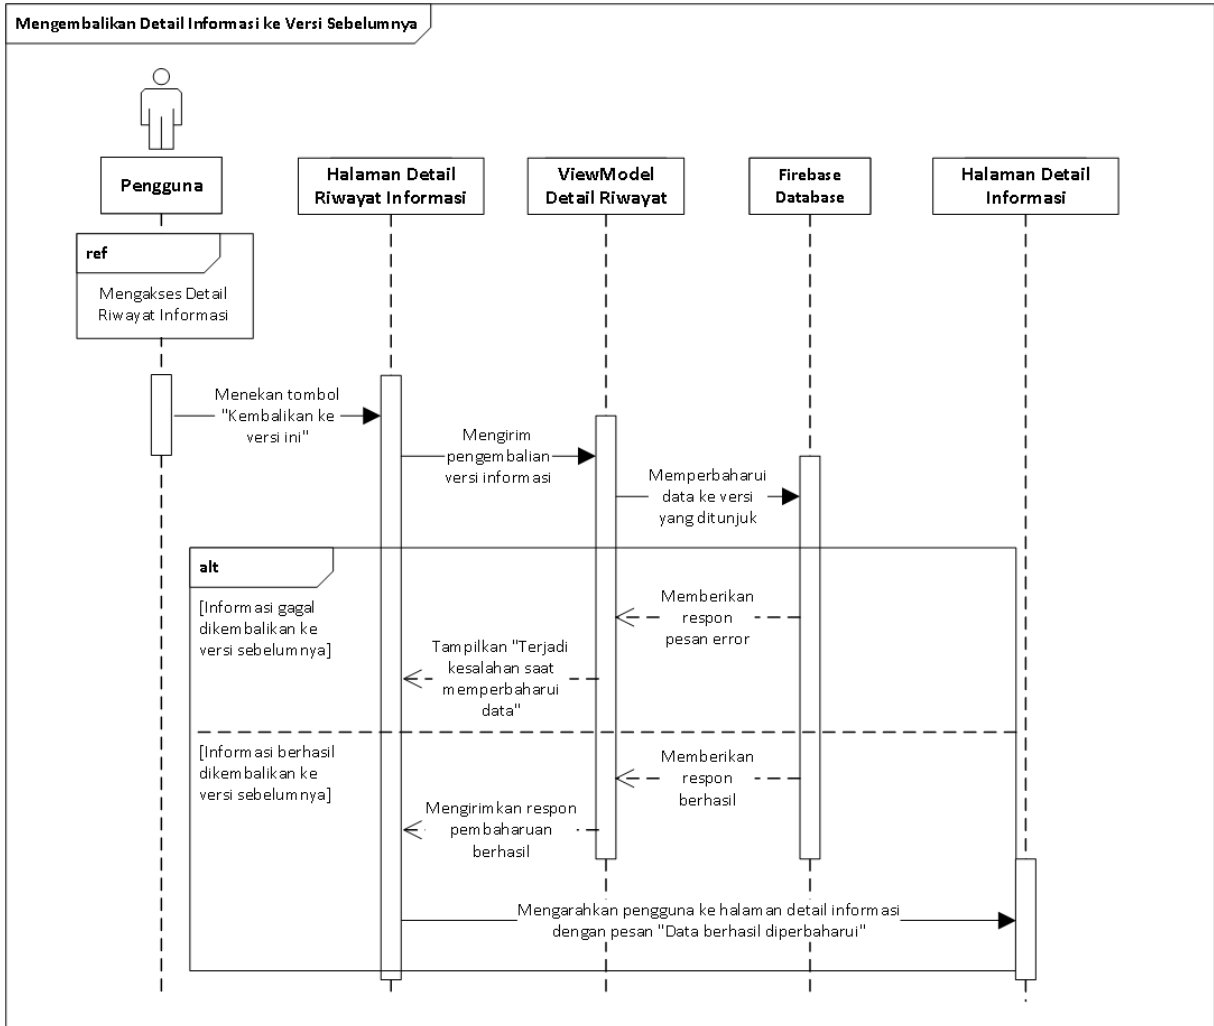 Mengembalikan Detail Informasi ke Versi Sebelumnya
Pengguna
Halaman Detail
Riwayat Informasi
ViewModel
Detail Riwayat
Firebase
Database
Halaman Detail
Informasi
ref
Mengakses Detail
Riwayat Informasi
Menekan tombol
"Kembalikan ke
versi ini"
Mengirim
pengembalian
versi informasi
Memperbaharui
data ke versi
yang ditunjuk
alt
[Informasi gagal
dikembalikan ke
versi sebelumnya]
Memberikan
respon
pesan error
Tampilkan "Terjadi
kesalahan saat
memperbaharui
data"
[Informasi berhasil
dikembalikan ke
versi sebelumnya]
Memberikan
respon
berhasil
Mengirimkan respon
pembaharuan
berhasil
Mengarahkan pengguna ke halaman detail informasi
dengan pesan "Data berhasil diperbaharui"